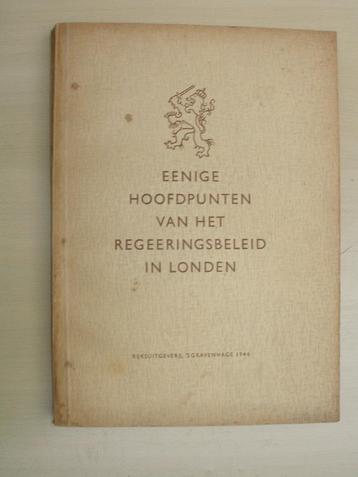 EENIGE
HOOFDPUNTEN
VAN HET
REGEERINGSBELEID
IN LONDEN
RIJKSUITGEVERIJ, 'S GRAVENHAGE 1946